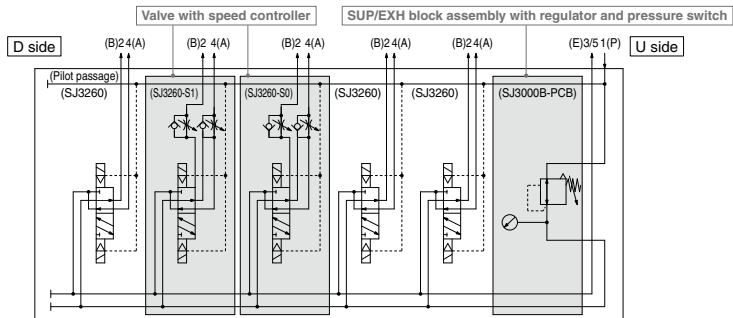 Valve with speed controller
SUP/EXH block assembly with regulator and pressure switch
D side
(B)2 4(A)
(B)2 4(A)
(B)2 4(A)
(B)2 4(A)
(B)2 4(A)
(E)3/5 1(P)
U side
(Pilot passage)
(SJ3260)
(SJ3260-S1)
(SJ3260-S0)
(SJ3260)
(SJ3260)
(SJ3000B-PCB)